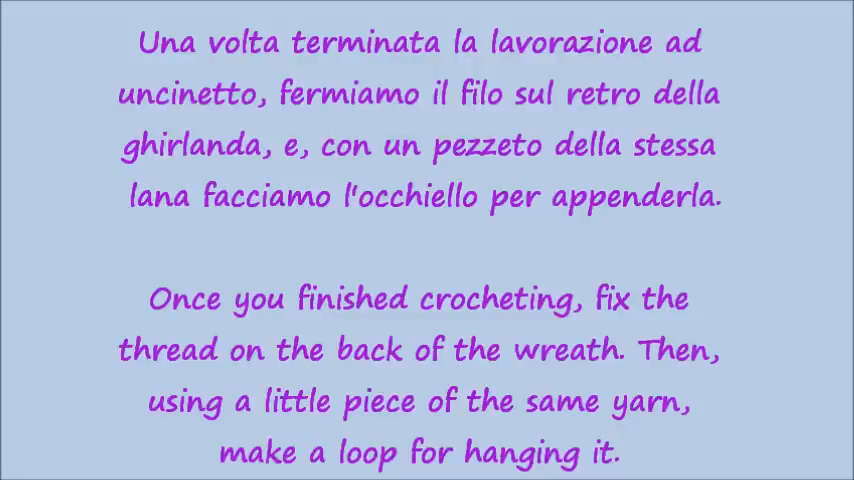 Una volta terminata la lavorazione ad
uncinetto, fermiamo il filo sul retro della
ghirlanda, e, con un pezzeto della stessa
lana facciamo l'occhiello per appenderla.
Once you finished crocheting, fix the
thread on the back of the wreath. Then,
using a little piece of the same yarn,
make a loop for hanging it.